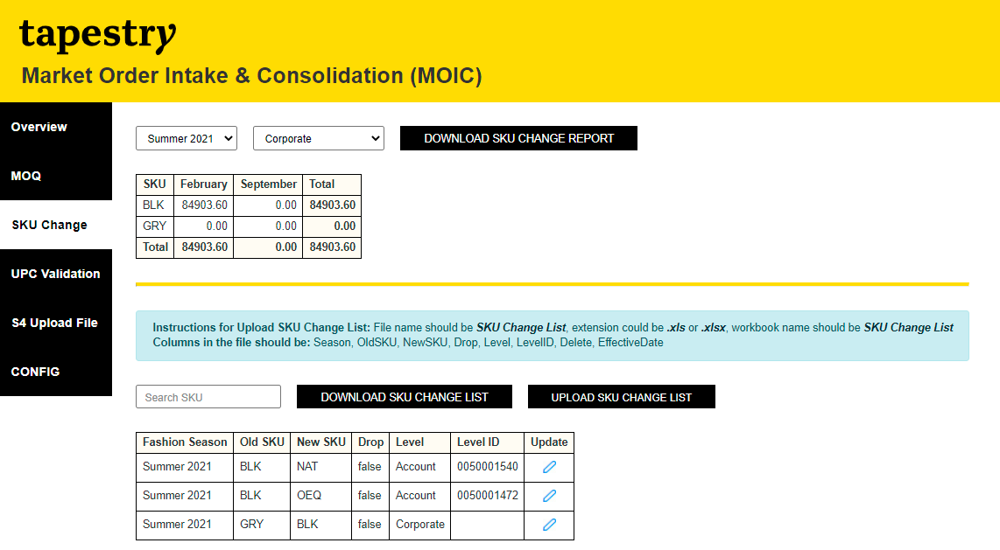 tapestry
Market Order Intake & Consolidation (MOIC)
Overview
MOQ
SKU Change
UPC Validation
S4 Upload File
CONFIG
Summer 2021 Corporate DOWNLOAD SKU CHANGE REPORT
SKU February September Total
BLK 84903.60 0.00 84903.60
GRY 0.00 0.00 0.00
Total 84903.60 0.00 84903.60
Instructions for Upload SKU Change List: File name should be SKU Change List, extension could be .xls or .xlsx, workbook name should be SKU Change List
Columns in the file should be: Season, OldSKU, NewSKU, Drop, Level, LevelID, Delete, EffectiveDate
Search SKU DOWNLOAD SKU CHANGE LIST UPLOAD SKU CHANGE LIST
Fashion Season Old SKU New SKU Drop Level Level ID Update
Summer 2021 BLK NAT false Account 0050001540
Summer 2021 BLK OEQ false Account 0050001472
Summer 2021 GRY BLK false Corporate